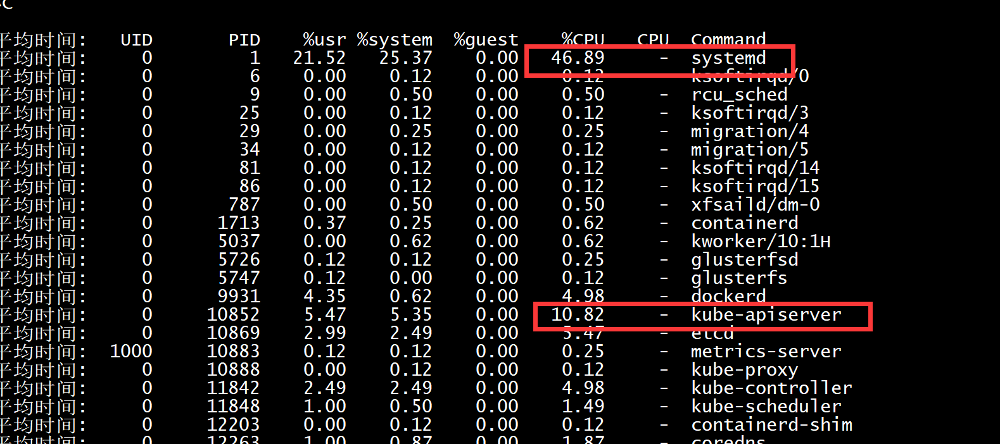 ^C
平均时间: UID PID %usr %system %guest %CPU CPU Command
平均时间: 0 1 21.52 25.37 0.00 46.89 - systemd
平均时间: 0 6 0.00 0.12 0.00 0.12 - ksoftirqd/0
平均时间: 0 9 0.00 0.50 0.00 0.50 - rcu_sched
平均时间: 0 25 0.00 0.12 0.00 0.12 - ksoftirqd/3
平均时间: 0 29 0.00 0.25 0.00 0.25 - migration/4
平均时间: 0 34 0.00 0.12 0.00 0.12 - migration/5
平均时间: 0 81 0.00 0.12 0.00 0.12 - ksoftirqd/14
平均时间: 0 86 0.00 0.12 0.00 0.12 - ksoftirqd/15
平均时间: 0 787 0.00 0.50 0.00 0.50 - xfsaild/dm-0
平均时间: 0 1713 0.37 0.25 0.00 0.62 - containerd
平均时间: 0 5037 0.00 0.62 0.00 0.62 - kworker/10:1H
平均时间: 0 5726 0.12 0.12 0.00 0.25 - glusterfsd
平均时间: 0 5747 0.12 0.00 0.00 0.12 - glusterfs
平均时间: 0 9931 4.35 0.62 0.00 4.98 - dockerd
平均时间: 0 10852 5.47 5.35 0.00 10.82 - kube-apiserver
平均时间: 0 10869 2.99 2.49 0.00 5.47 - etcd
平均时间: 1000 10883 0.12 0.12 0.00 0.25 - metrics-server
平均时间: 0 10888 0.00 0.12 0.00 0.12 - kube-proxy
平均时间: 0 11842 2.49 2.49 0.00 4.98 - kube-controller
平均时间: 0 11848 1.00 0.50 0.00 1.49 - kube-scheduler
平均时间: 0 12203 0.00 0.12 0.00 0.12 - containerd-shim
平均时间: 0 12263 1.00 0.87 0.00 1.87 - coredns